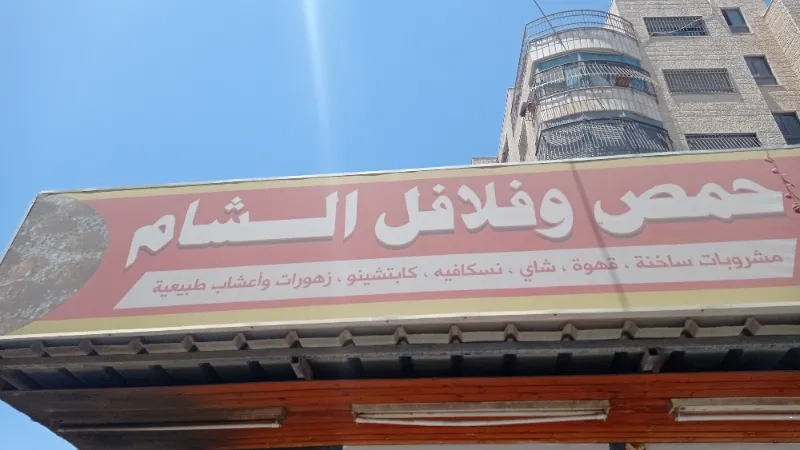 حمص وفلافل الشام
مشروبات ساخنة ، قهوة ، شاي ، نسكافيه ، كابتشينو ، زهورات وأعشاب طبيعية